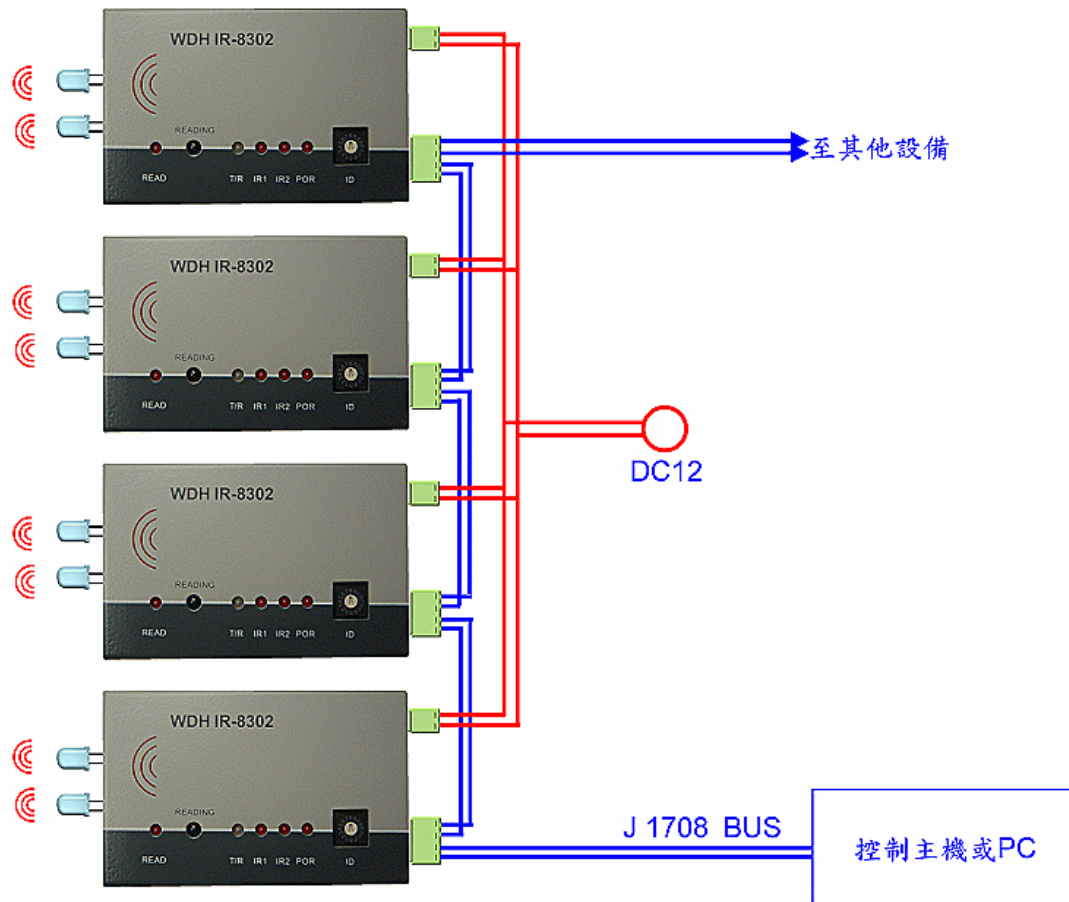 WDH IR-8302
READING
READ T/R IR1 IR2 POR ID
至其他設備
WDH IR-8302
READING
READ T/R IR1 IR2 POR ID
DC12
WDH IR-8302
READING
READ T/R IR1 IR2 POR ID
WDH IR-8302
READING
READ T/R IR1 IR2 POR ID
J 1708 BUS
控制主機或PC